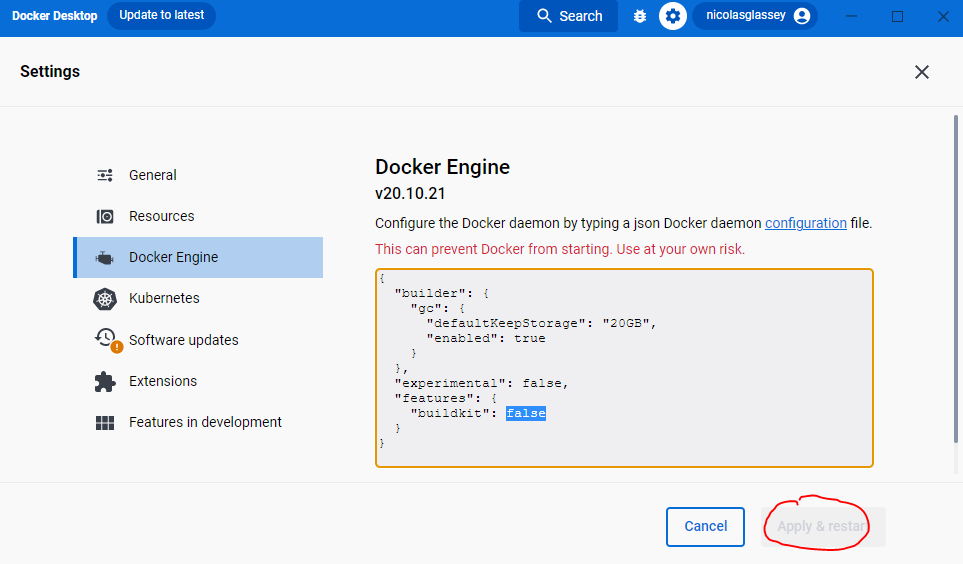 Docker Desktop Update to latest Search nicolasglassey
Settings
General
Resources
Docker Engine
Kubernetes
Software updates
Extensions
Features in development
Docker Engine
v20.10.21
Configure the Docker daemon by typing a json Docker daemon configuration file.
This can prevent Docker from starting. Use at your own risk.
{
  "builder": {
    "gc": {
      "defaultKeepStorage": "20GB",
      "enabled": true
    }
  },
  "experimental": false,
  "features": {
    "buildkit": false
  }
}
Cancel Apply & restar